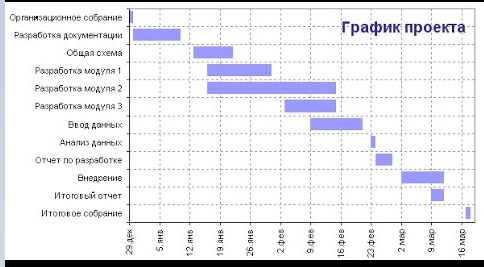 График проекта
Организационное собрание
Разработка документации
Общая схема
Разработка модуля 1
Разработка модуля 2
Разработка модуля 3
Ввод данных
Анализ данных
Отчет по разработке
Внедрение
Итоговый отчет
Итоговое собрание
29.дек
5.янв
12.янв
19.янв
26.янв
2.фев
9.фев
16.фев
23.фев
2.мар
9.мар
16.мар